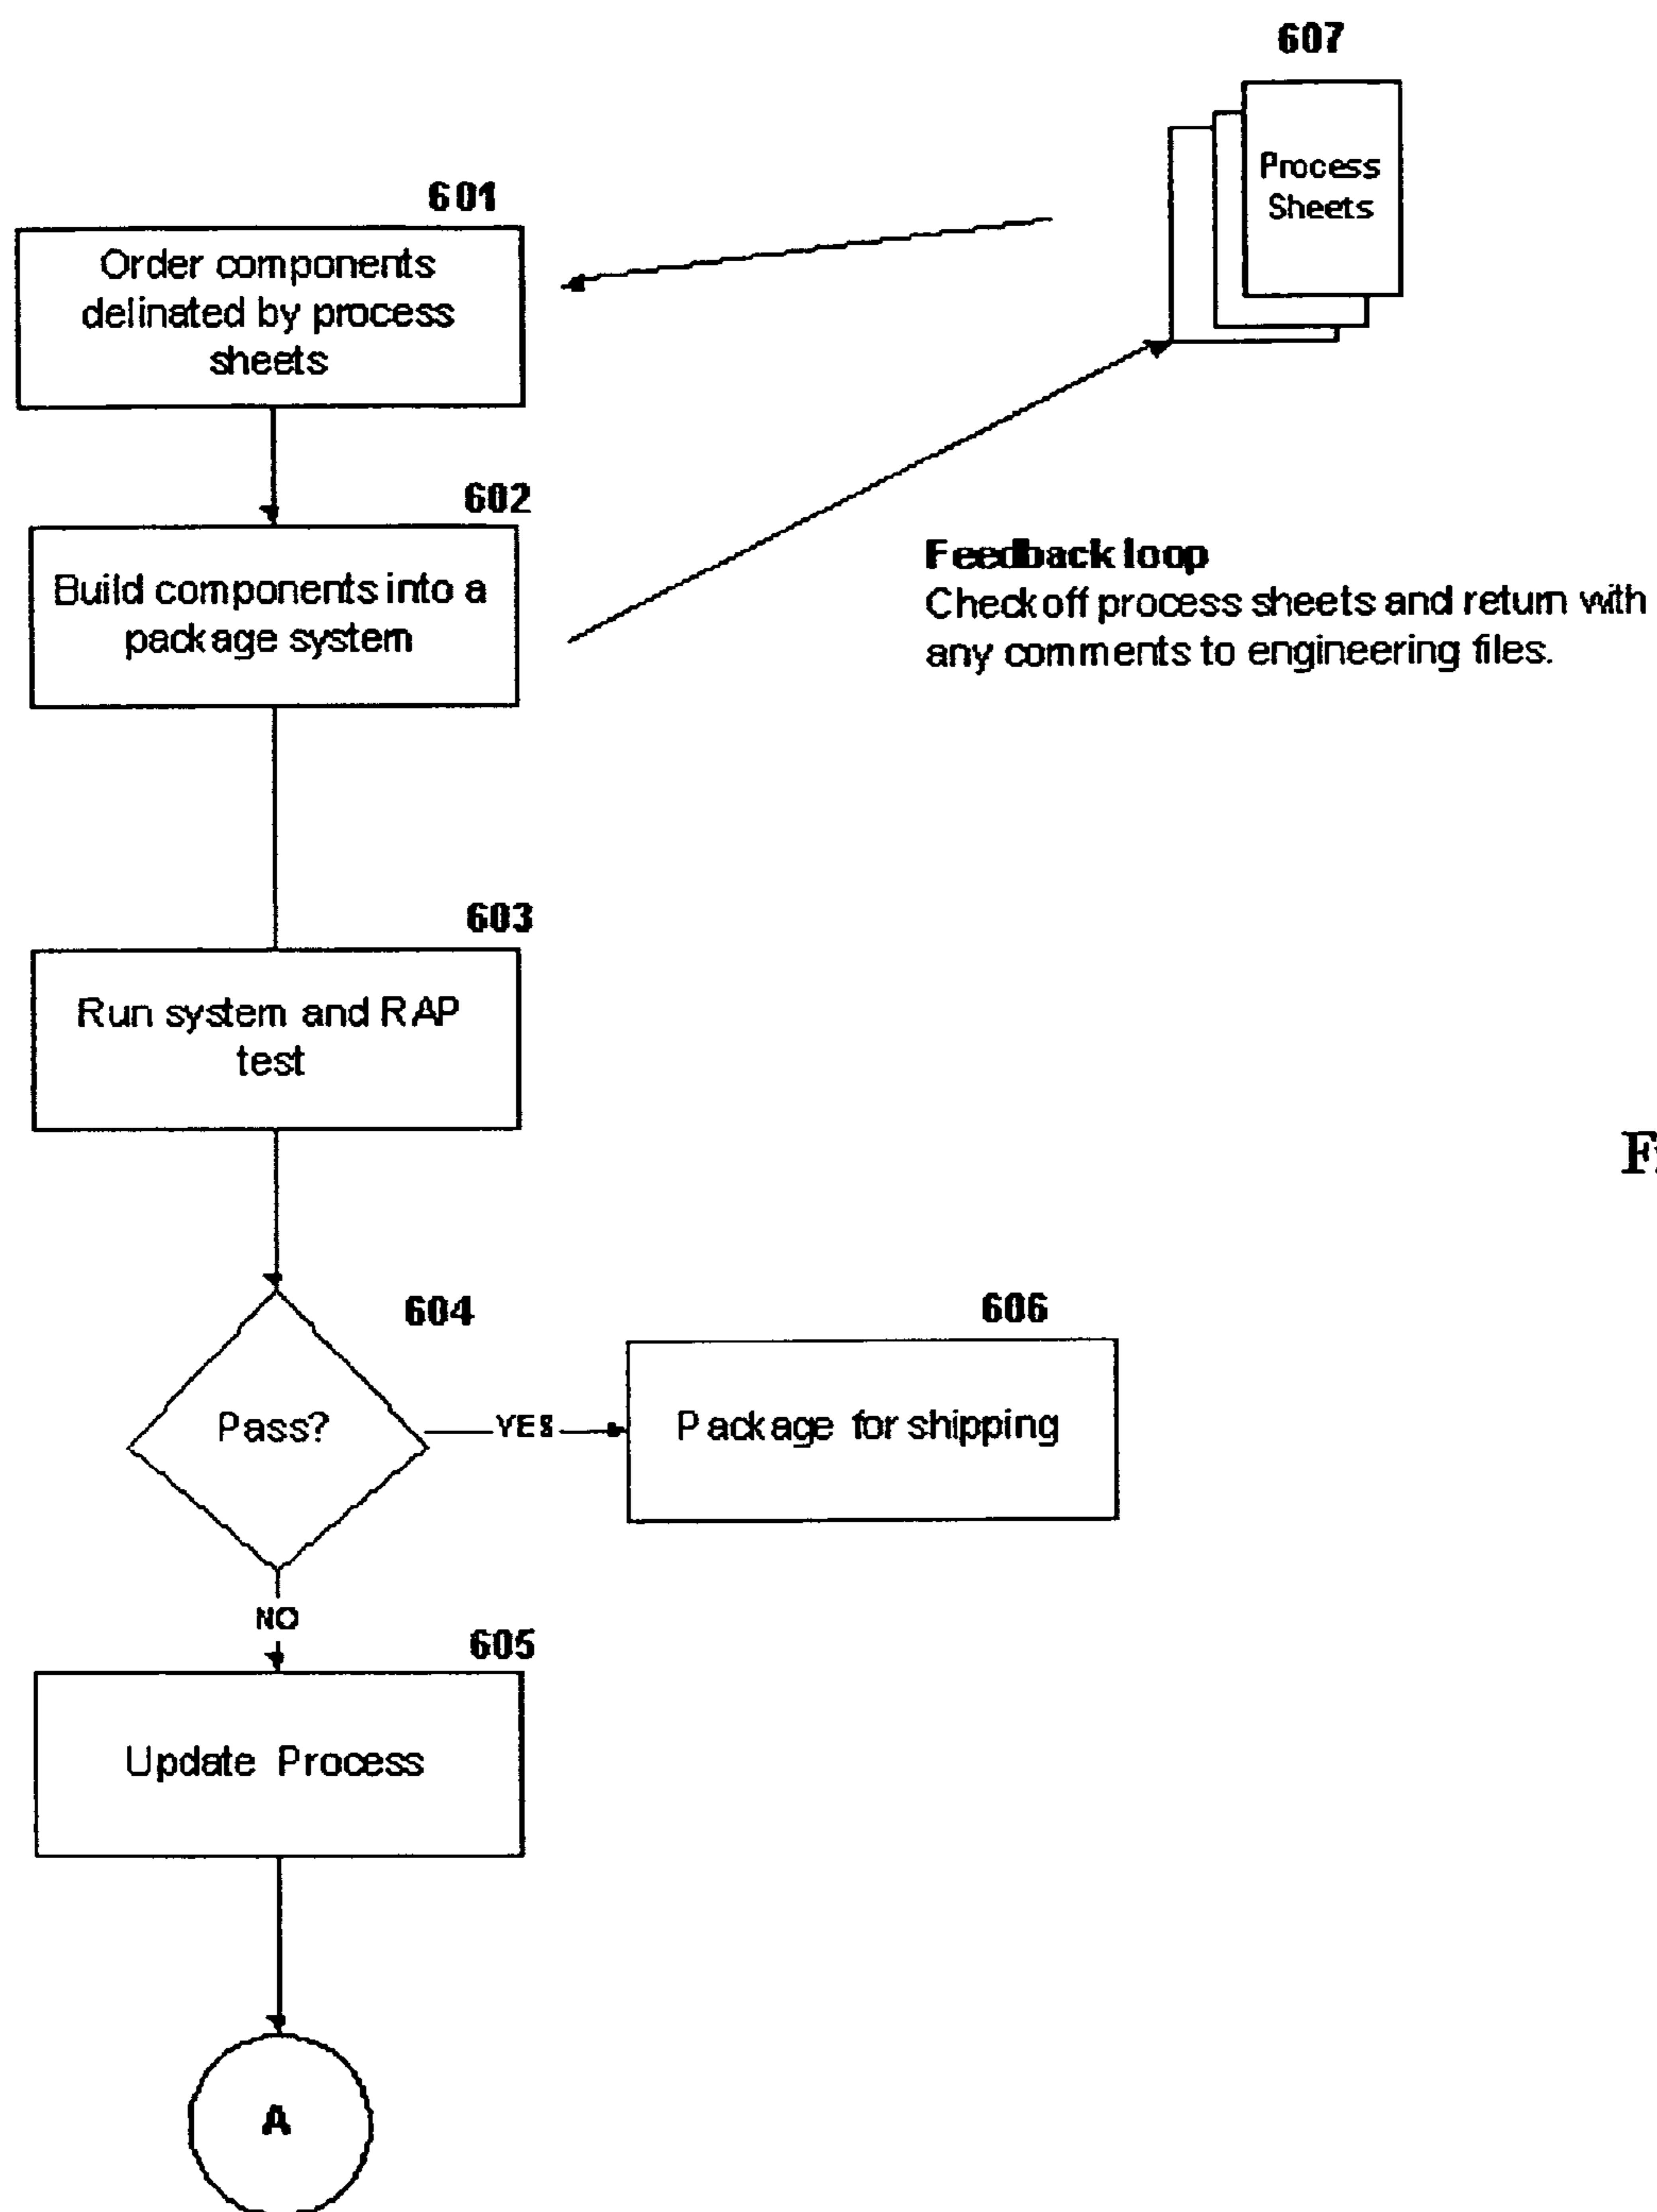 607
Process
Sheets
601
Order components
delinated by process
sheets
602
Build components into a
package system
Feedback loop
Check off process sheets and return with
any comments to engineering files.
603
Run system and RAP
test
604
Pass?
YES
606
Package for shipping
NO
605
Update Process
A